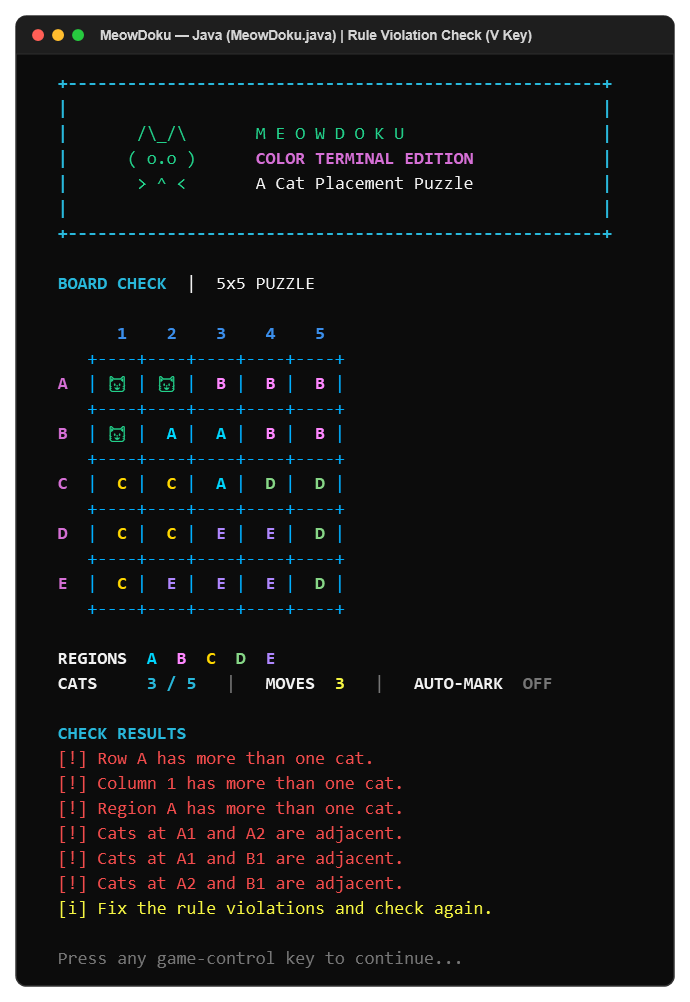 MeowDoku — Java (MeowDoku.java) | Rule Violation Check (V Key)
+------------------------------------------------------+
|                                                      |
|       /\_/\       M E O W D O K U                    |
|      ( o.o )      COLOR TERMINAL EDITION             |
|       > ^ <       A Cat Placement Puzzle             |
|                                                      |
+------------------------------------------------------+
BOARD CHECK  |  5x5 PUZZLE
      1    2    3    4    5
   +----+----+----+----+----+
A  | 🐱 | 🐱 |  B |  B |  B |
   +----+----+----+----+----+
B  | 🐱 |  A |  A |  B |  B |
   +----+----+----+----+----+
C  |  C |  C |  A |  D |  D |
   +----+----+----+----+----+
D  |  C |  C |  E |  E |  D |
   +----+----+----+----+----+
E  |  C |  E |  E |  E |  D |
   +----+----+----+----+----+
REGIONS  A  B  C  D  E
CATS     3 / 5   |   MOVES  3   |   AUTO-MARK  OFF
CHECK RESULTS
[!] Row A has more than one cat.
[!] Column 1 has more than one cat.
[!] Region A has more than one cat.
[!] Cats at A1 and A2 are adjacent.
[!] Cats at A1 and B1 are adjacent.
[!] Cats at A2 and B1 are adjacent.
[i] Fix the rule violations and check again.
Press any game-control key to continue...